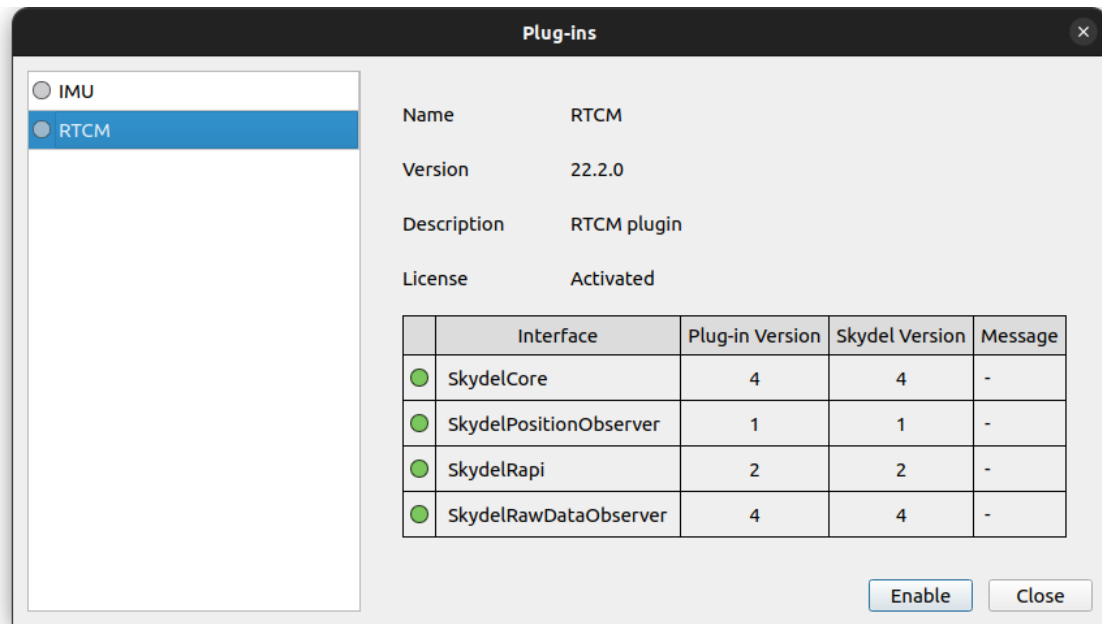 Plug-ins
IMU
RTCM
Name RTCM
Version 22.2.0
Description RTCM plugin
License Activated
Interface Plug-in Version Skydel Version Message
SkydelCore 4 4 -
SkydelPositionObserver 1 1 -
SkydelRapi 2 2 -
SkydelRawDataObserver 4 4 -
Enable Close